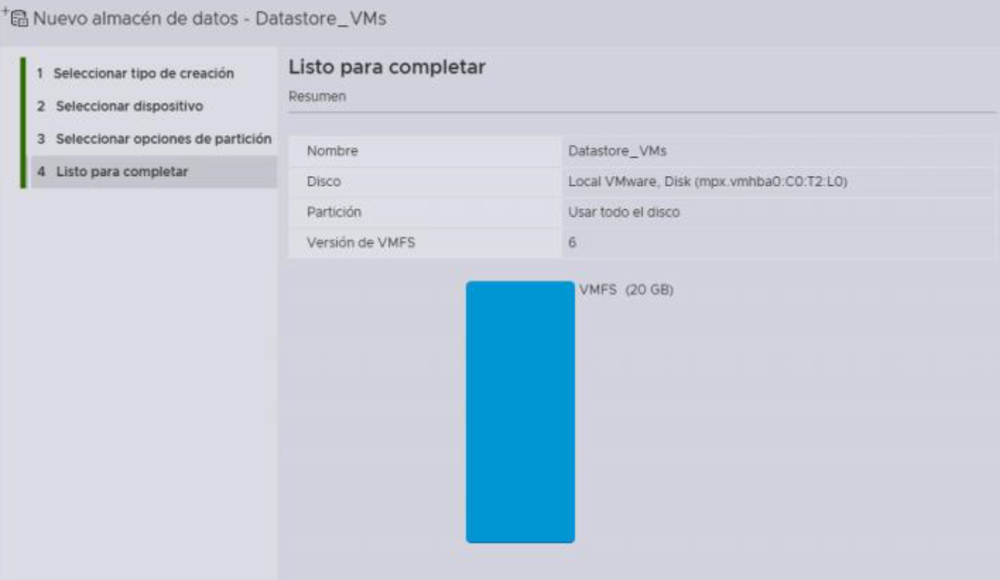 Nuevo almacén de datos - Datastore_VMs
1 Seleccionar tipo de creación
2 Seleccionar dispositivo
3 Seleccionar opciones de partición
4 Listo para completar
Listo para completar
Resumen
Nombre Datastore_VMs
Disco Local VMware, Disk (mpx.vmhba0:C0:T2:L0)
Partición Usar todo el disco
Versión de VMFS 6
VMFS (20 GB)